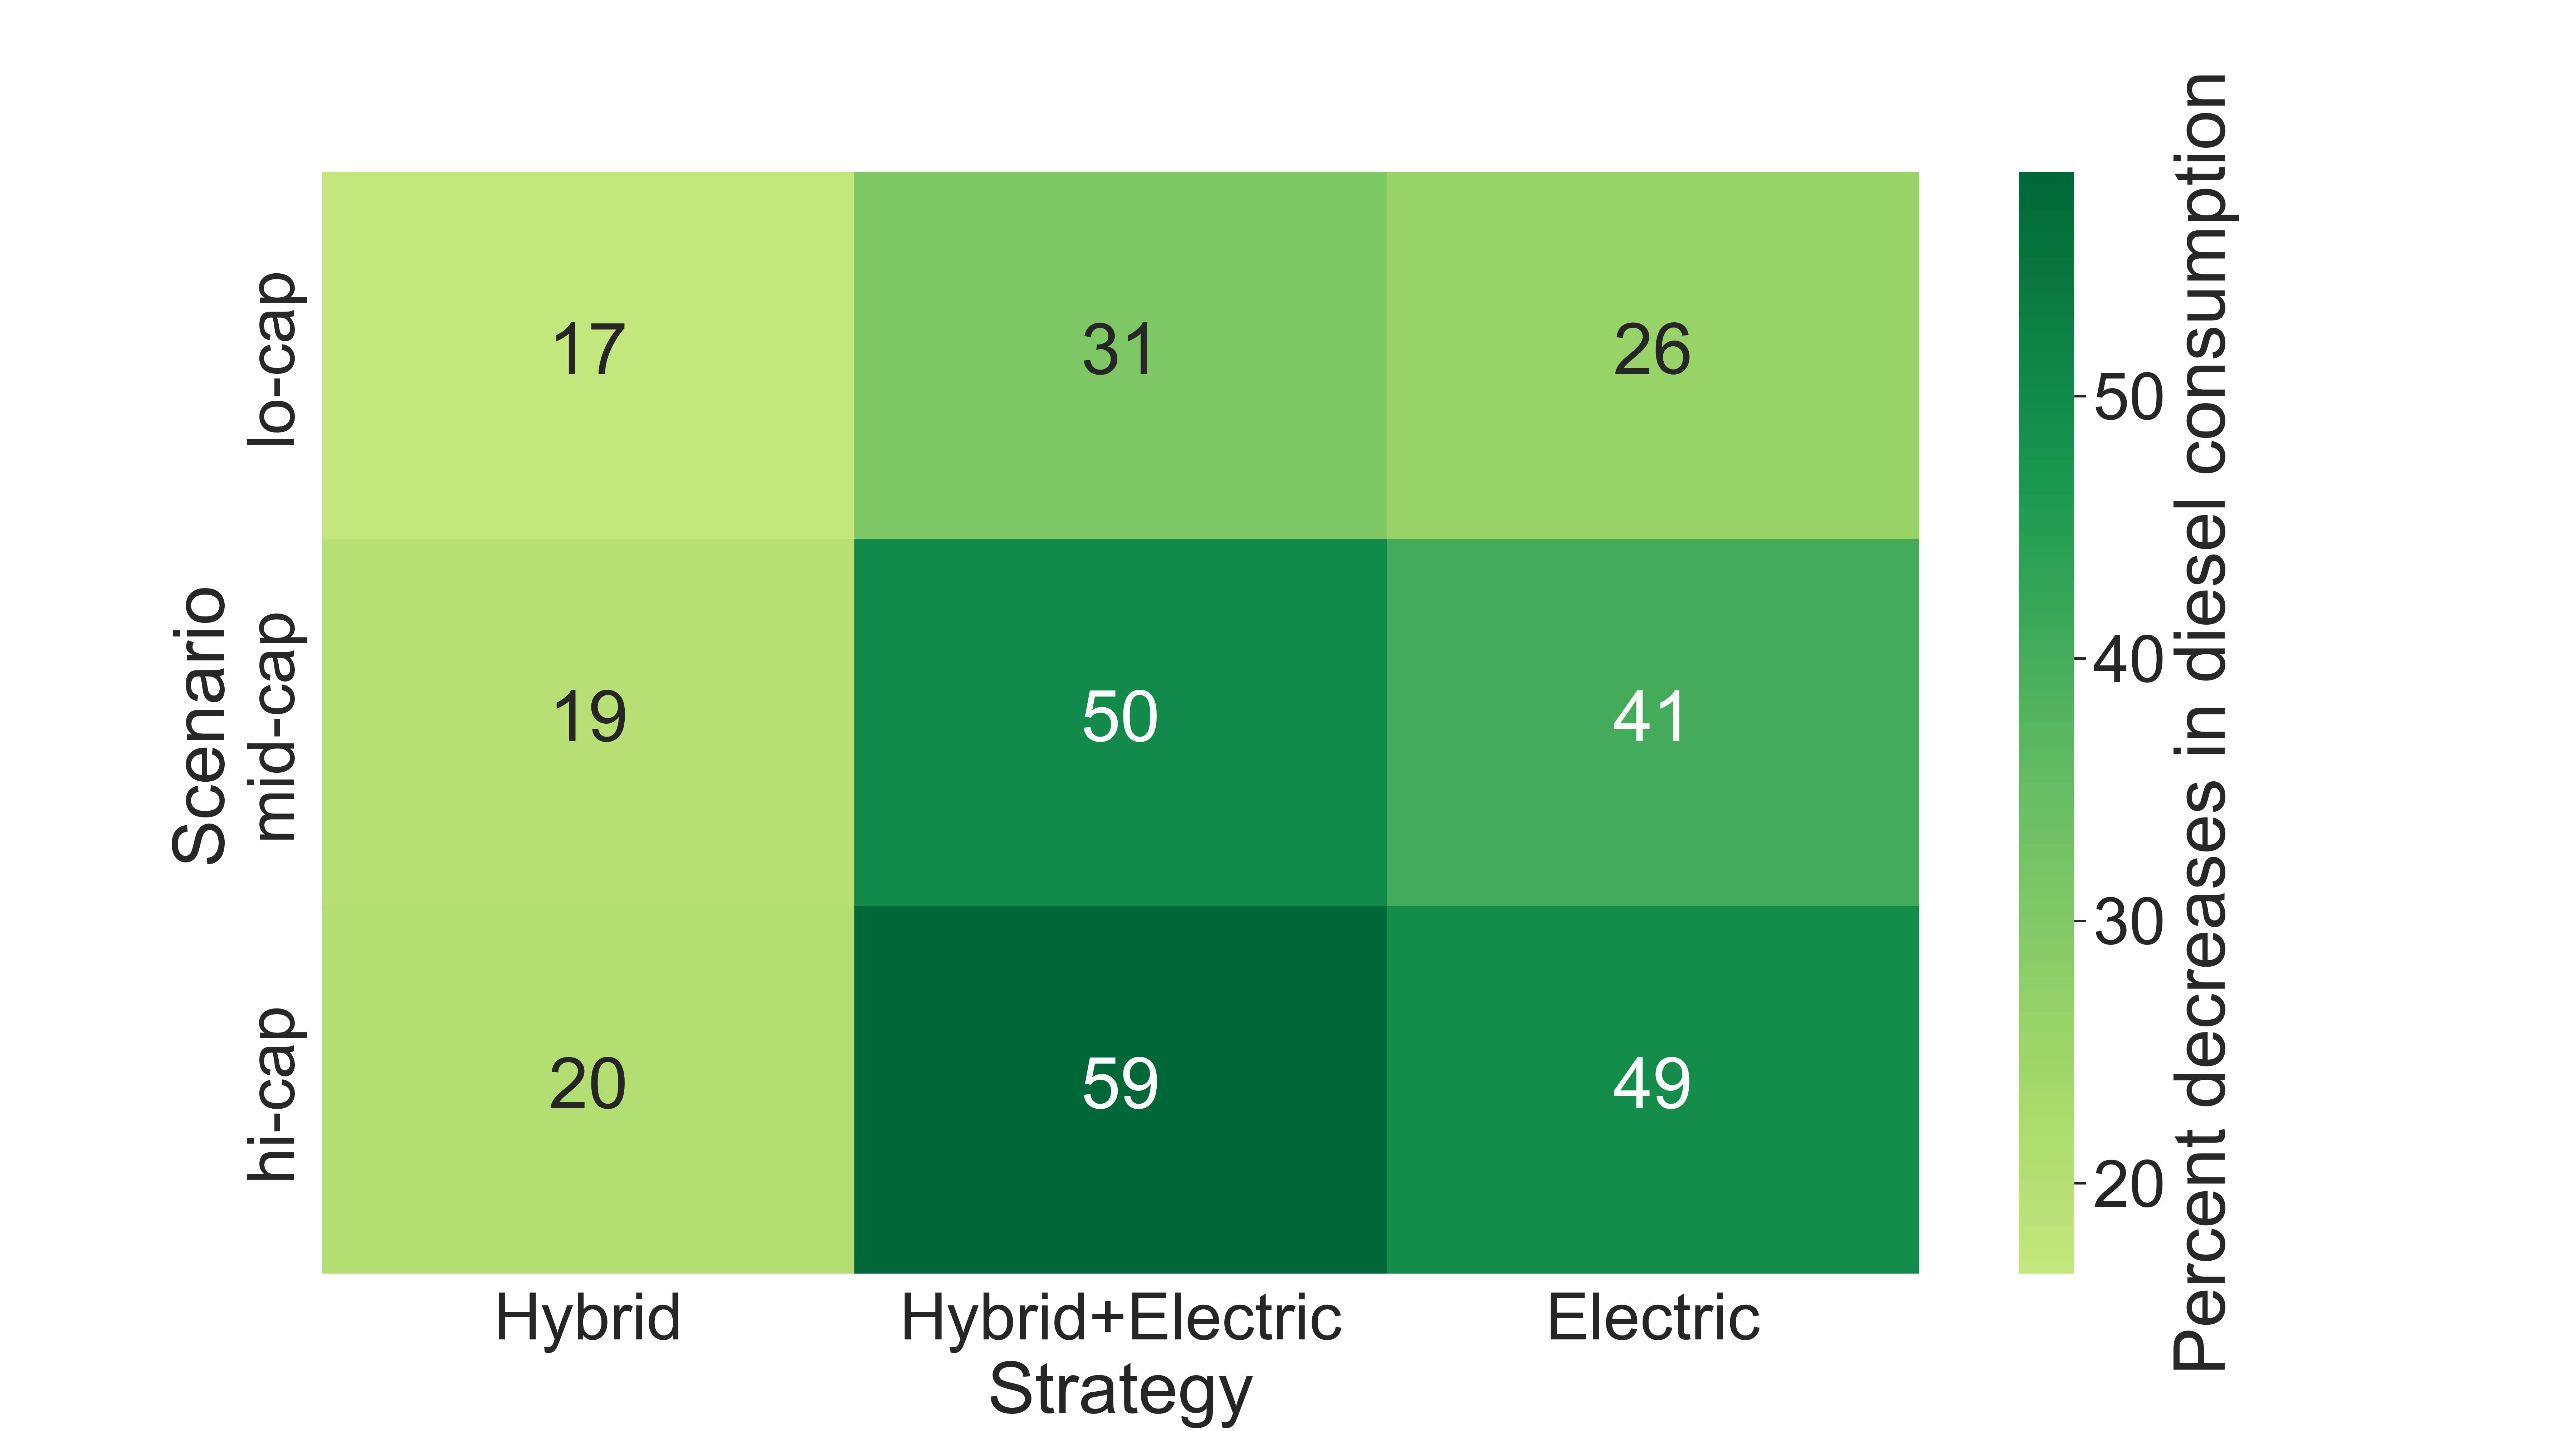 Scenario
lo-cap
17 31 26
mid-cap
19 50 41
hi-cap
20 59 49
Hybrid Hybrid+Electric Electric
Strategy
50
40
30
20
Percent decreases in diesel consumption